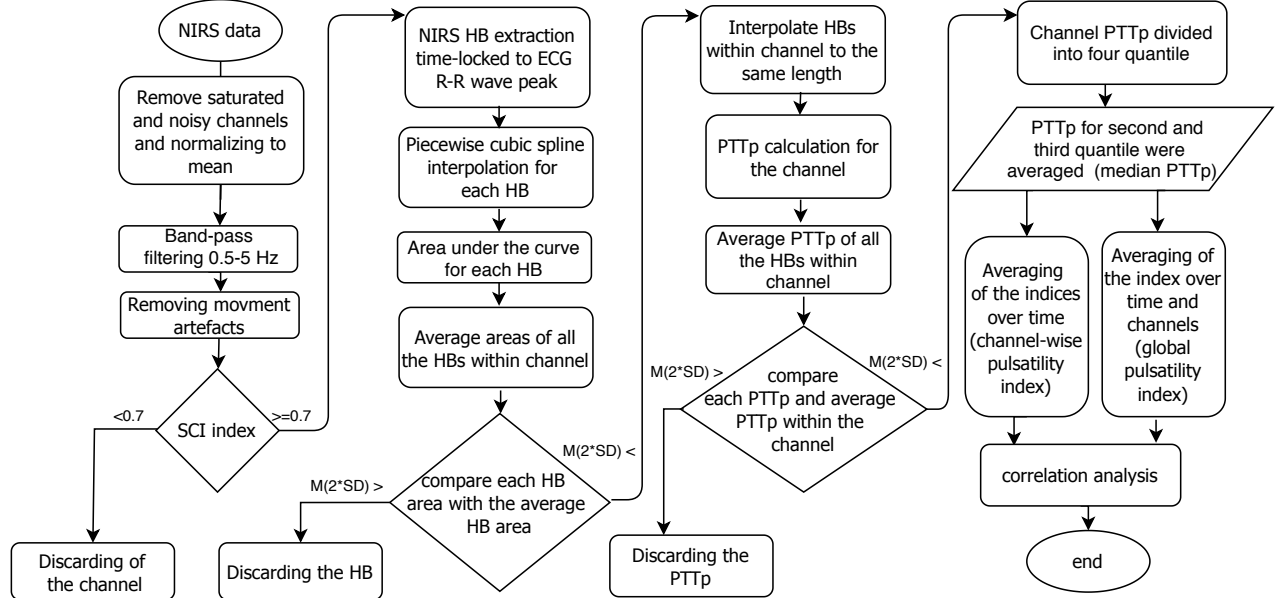 NIRS data
Remove saturated
and noisy channels
and normalizing to
mean
Band-pass
filtering 0.5-5 Hz
Removing movment
artefacts
SCI index
<0.7
>=0.7
Discarding of
the channel
NIRS HB extraction
time-locked to ECG
R-R wave peak
Piecewise cubic spline
interpolation for
each HB
Area under the curve
for each HB
Average areas of all
the HBs within channel
compare each HB
area with the average
HB area
M(2*SD) >
M(2*SD) <
Discarding the HB
Interpolate HBs
within channel to
the same length
PTTp calculation for
the channel
Average PTTp of all
the HBs within
channel
compare
each PTTp and average
PTTp within the
channel
M(2*SD) >
M(2*SD) <
Discarding the
PTTp
Channel PTTp divided
into four quantile
PTTp for second and
third quantile were
averaged (median PTTp)
Averaging
of the indices
over time
(channel-wise
pulsatility
index)
Averaging of
the index over
time and
channels
(global
pulsatility
index)
correlation analysis
end